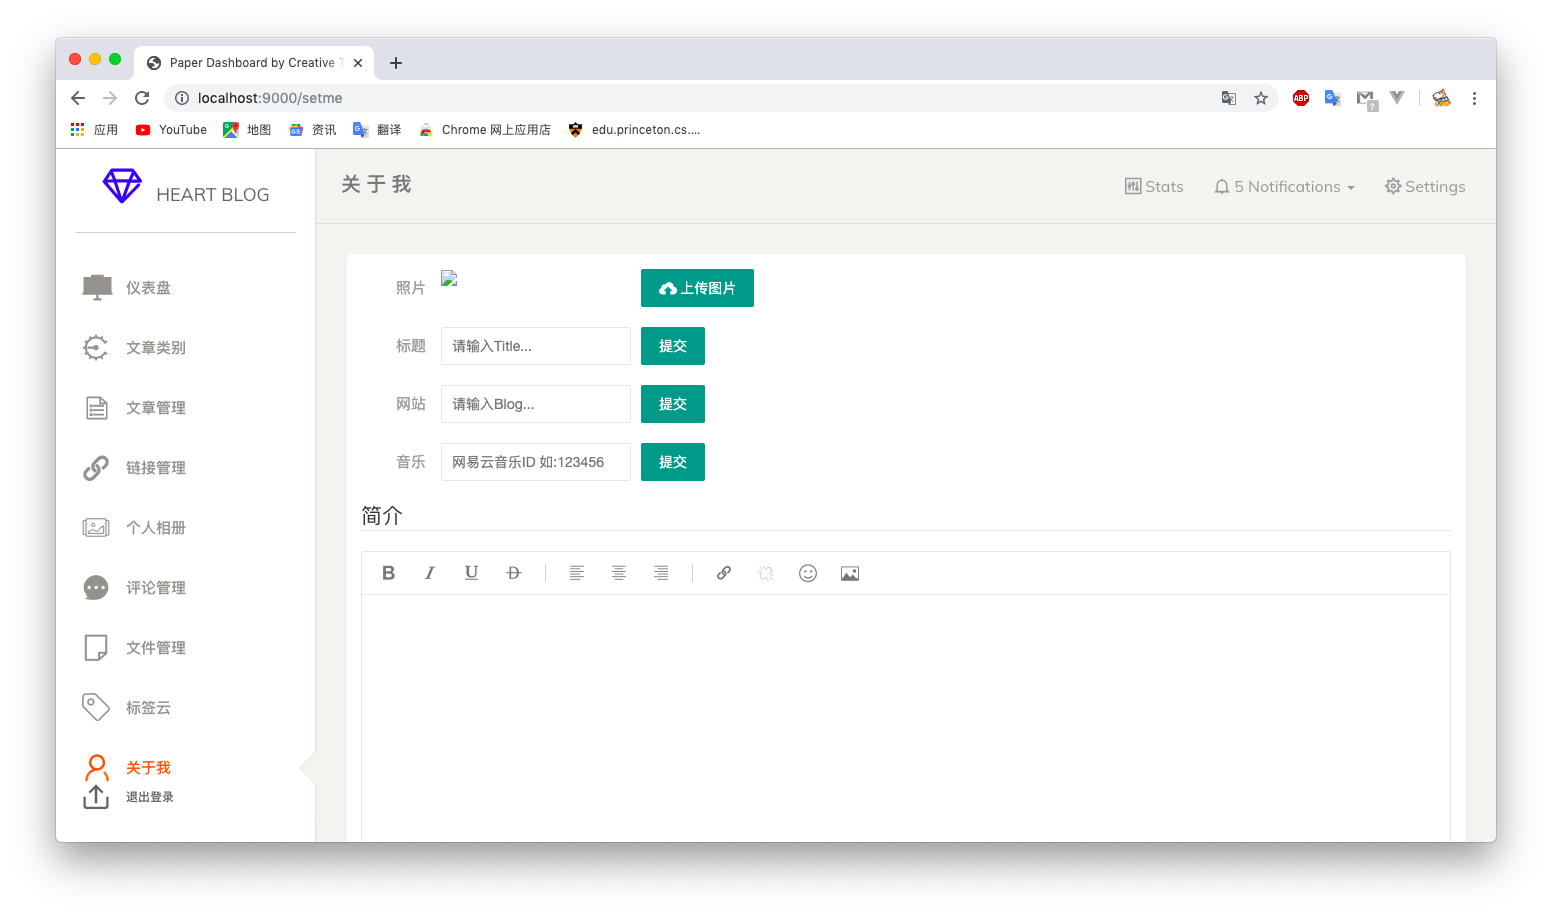 Paper Dashboard by Creative T
localhost:9000/setme
ABP
应用 YouTube 地图 资讯 翻译 Chrome 网上应用店 edu.princeton.cs....
HEART BLOG
关于我
Stats 5 Notifications Settings
仪表盘
文章类别
文章管理
链接管理
个人相册
评论管理
文件管理
标签云
关于我
退出登录
照片 上传图片
标题 请输入Title... 提交
网站 请输入Blog... 提交
音乐 网易云音乐ID 如:123456 提交
简介
B I U D